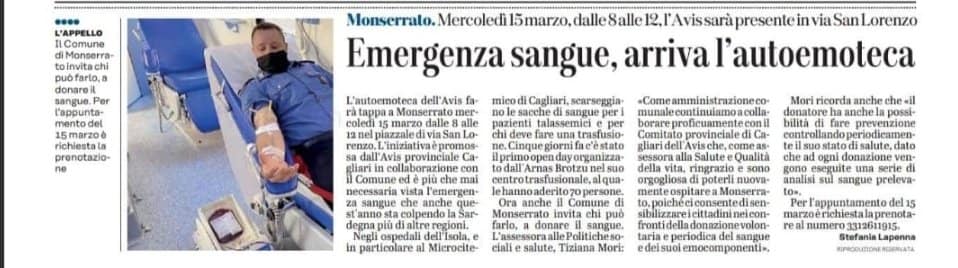 Monserrato. Mercoledì 15 marzo, dalle 8 alle 12, l'Avis sarà presente in via San Lorenzo
Emergenza sangue, arriva l'autoemoteca
L'APPELLO
Il Comune
di Monserra-
to invita chi
può farlo, a
donare il
sangue. Per
l'appunta-
mento del
15 marzo è
richiesta la
prenotazio-
ne
L'autoemoteca dell'Avis fa-
rà tappa a Monserrato mer-
coledì 15 marzo dalle 8 alle
12 nel piazzale di via San Lo-
renzo. L'iniziativa è promos-
sa dall'Avis provinciale Ca-
gliari in collaborazione con
il Comune ed è più che mai
necessaria vista l'emergen-
za sangue che anche que-
st'anno sta colpendo la Sar-
degna più di altre regioni.
Negli ospedali dell'Isola, e
in particolare al Microcite-
mico di Cagliari, scarseggia-
no le sacche di sangue per i
pazienti talassemici e per
chi deve fare una trasfusio-
ne. Cinque giorni fa c'è stato
il primo open day organizza-
to dall'Arnas Brotzu nel suo
centro trasfusionale, al qua-
le hanno aderito 70 persone.
Ora anche il Comune di
Monserrato invita chi può
farlo, a donare il sangue.
L'assessora alle Politiche so-
ciali e salute, Tiziana Mori:
«Come amministrazione co-
munale continuiamo a colla-
borare proficuamente con il
Comitato provinciale di Ca-
gliari dell'Avis che, come as-
sessora alla Salute e Qualità
della vita, ringrazio e sono
orgogliosa di poterli nuova-
mente ospitare a Monserra-
to, poiché ci consente di sen-
sibilizzare i cittadini nei con-
fronti della donazione volon-
taria e periodica del sangue
e dei suoi emocomponenti».
Mori ricorda anche che «il
donatore ha anche la possi-
bilità di fare prevenzione
controllando periodicamen-
te il suo stato di salute, dato
che ad ogni donazione ven-
gono eseguite una serie di
analisi sul sangue preleva-
to».
Per l'appuntamento del 15
marzo è richiesta la prenota-
re al numero 3312611915.
Stefania Lapenna
RIPRODUZIONE RISERVATA